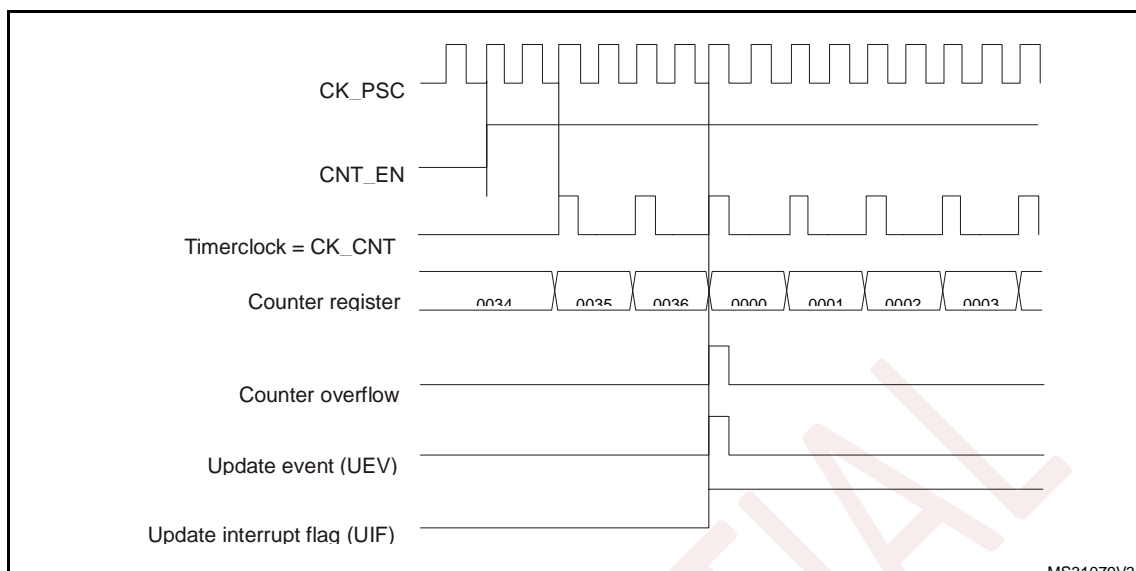 CK_PSC
CNT_EN
Timerclock = CK_CNT
Counter register 0034 0035 0036 0000 0001 0002 0003
Counter overflow
Update event (UEV)
Update interrupt flag (UIF)
MS31079V2